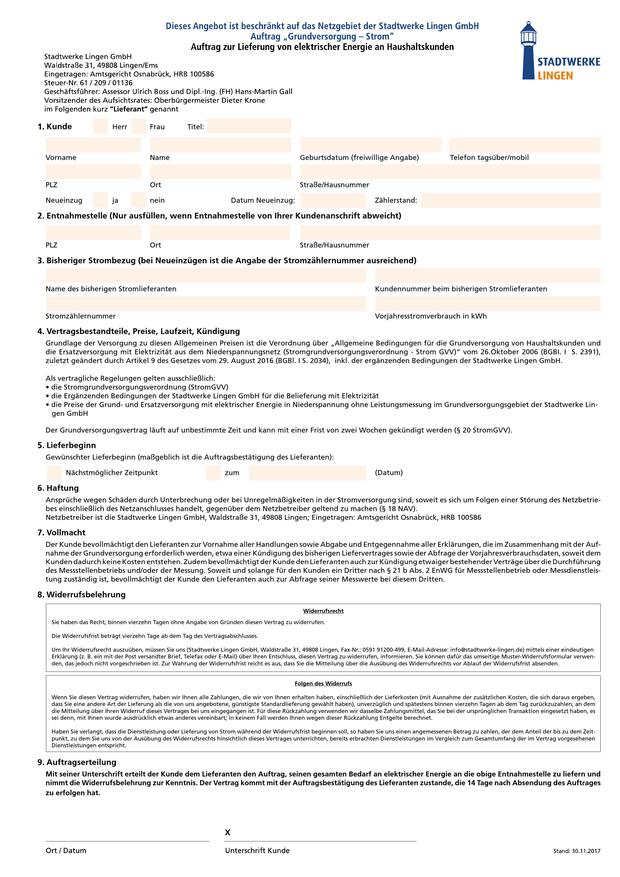 Dieses Angebot ist beschränkt auf das Netzgebiet der Stadtwerke Lingen GmbH
Auftrag „Grundversorgung – Strom“
Auftrag zur Lieferung von elektrischer Energie an Haushaltskunden
STADTWERKE
LINGEN
Stadtwerke Lingen GmbH
Waldstraße 31, 49808 Lingen/Ems
Eingetragen: Amtsgericht Osnabrück, HRB 100586
Steuer-Nr. 61 / 209 / 01136
Geschäftsführer: Assessor Ulrich Boss und Dipl.-Ing. (FH) Hans-Martin Gall
Vorsitzender des Aufsichtsrates: Oberbürgermeister Dieter Krone
im Folgenden kurz "Lieferant" genannt
1. Kunde Herr Frau Titel:
Vorname Name Geburtsdatum (freiwillige Angabe) Telefon tagsüber/mobil
PLZ Ort Straße/Hausnummer
Neueinzug ja nein Datum Neueinzug: Zählerstand:
2. Entnahmestelle (Nur ausfüllen, wenn Entnahmestelle von Ihrer Kundenanschrift abweicht)
PLZ Ort Straße/Hausnummer
3. Bisheriger Strombezug (bei Neueinzügen ist die Angabe der Stromzählernummer ausreichend)
Name des bisherigen Stromlieferanten Kundennummer beim bisherigen Stromlieferanten
Stromzählernummer Vorjahresstromverbrauch in kWh
4. Vertragsbestandteile, Preise, Laufzeit, Kündigung
Grundlage der Versorgung zu diesen Allgemeinen Preisen ist die Verordnung über „Allgemeine Bedingungen für die Grundversorgung von Haushaltskunden und
die Ersatzversorgung mit Elektrizität aus dem Niederspannungsnetz (Stromgrundversorgungsverordnung - Strom GVV)“ vom 26.Oktober 2006 (BGBl. I S. 2391),
zuletzt geändert durch Artikel 9 des Gesetzes vom 29. August 2016 (BGBl. I S. 2034), inkl. der ergänzenden Bedingungen der Stadtwerke Lingen GmbH.
Als vertragliche Regelungen gelten ausschließlich:
• die Stromgrundversorgungsverordnung (StromGVV)
• die Ergänzenden Bedingungen der Stadtwerke Lingen GmbH für die Belieferung mit Elektrizität
• die Preise der Grund- und Ersatzversorgung mit elektrischer Energie in Niederspannung ohne Leistungsmessung im Grundversorgungsgebiet der Stadtwerke Lin-
gen GmbH
Der Grundversorgungsvertrag läuft auf unbestimmte Zeit und kann mit einer Frist von zwei Wochen gekündigt werden (§ 20 StromGVV).
5. Lieferbeginn
Gewünschter Lieferbeginn (maßgeblich ist die Auftragsbestätigung des Lieferanten):
Nächstmöglicher Zeitpunkt zum (Datum)
6. Haftung
Ansprüche wegen Schäden durch Unterbrechung oder bei Unregelmäßigkeiten in der Stromversorgung sind, soweit es sich um Folgen einer Störung des Netzbetrie-
bes einschließlich des Netzanschlusses handelt, gegenüber dem Netzbetreiber geltend zu machen (§ 18 NAV).
Netzbetreiber ist die Stadtwerke Lingen GmbH, Waldstraße 31, 49808 Lingen; Eingetragen: Amtsgericht Osnabrück, HRB 100586
7. Vollmacht
Der Kunde bevollmächtigt den Lieferanten zur Vornahme aller Handlungen sowie Abgabe und Entgegennahme aller Erklärungen, die im Zusammenhang mit der Auf-
nahme der Grundversorgung erforderlich werden, etwa einer Kündigung des bisherigen Liefervertrages sowie der Abfrage der Vorjahresverbrauchsdaten, soweit dem
Kunden dadurch keine Kosten entstehen. Zudem bevollmächtigt der Kunde den Lieferanten auch zur Kündigung etwaiger bestehender Verträge über die Durchführung
des Messstellenbetriebs und/oder der Messung. Soweit und solange für den Kunden ein Dritter nach § 21 b Abs. 2 EnWG für Messstellenbetrieb oder Messdienstleis-
tung zuständig ist, bevollmächtigt der Kunde den Lieferanten auch zur Abfrage seiner Messwerte bei diesem Dritten.
8. Widerrufsbelehrung
Widerrufsrecht
Sie haben das Recht, binnen vierzehn Tagen ohne Angabe von Gründen diesen Vertrag zu widerrufen.
Die Widerrufsfrist beträgt vierzehn Tage ab dem Tag des Vertragsabschlusses.
Um Ihr Widerrufsrecht auszuüben, müssen Sie uns (Stadtwerke Lingen GmbH, Waldstraße 31, 49808 Lingen, Fax-Nr.: 0591 91200-499, E-Mail-Adresse: info@stadtwerke-lingen.de) mittels einer eindeutigen
Erklärung (z. B. ein mit der Post versandter Brief, Telefax oder E-Mail) über Ihren Entschluss, diesen Vertrag zu widerrufen, informieren. Sie können dafür das umseitige Muster-Widerrufsformular verwen-
den, das jedoch nicht vorgeschrieben ist. Zur Wahrung der Widerrufsfrist reicht es aus, dass Sie die Mitteilung über die Ausübung des Widerrufsrechts vor Ablauf der Widerrufsfrist absenden.
Folgen des Widerrufs
Wenn Sie diesen Vertrag widerrufen, haben wir Ihnen alle Zahlungen, die wir von Ihnen erhalten haben, einschließlich der Lieferkosten (mit Ausnahme der zusätzlichen Kosten, die sich daraus ergeben,
dass Sie eine andere Art der Lieferung als die von uns angebotene, günstigste Standardlieferung gewählt haben), unverzüglich und spätestens binnen vierzehn Tagen ab dem Tag zurückzuzahlen, an dem
die Mitteilung über Ihren Widerruf dieses Vertrages bei uns eingegangen ist. Für diese Rückzahlung verwenden wir dasselbe Zahlungsmittel, das Sie bei der ursprünglichen Transaktion eingesetzt haben, es
sei denn, mit Ihnen wurde ausdrücklich etwas anderes vereinbart; in keinem Fall werden Ihnen wegen dieser Rückzahlung Entgelte berechnet.
Haben Sie verlangt, dass die Dienstleistung oder Lieferung von Strom während der Widerrufsfrist beginnen soll, so haben Sie uns einen angemessenen Betrag zu zahlen, der dem Anteil der bis zu dem Zeit-
punkt, zu dem Sie uns von der Ausübung des Widerrufsrechts hinsichtlich dieses Vertrages unterrichten, bereits erbrachten Dienstleistungen im Vergleich zum Gesamtumfang der im Vertrag vorgesehenen
Dienstleistungen entspricht.
9. Auftragserteilung
Mit seiner Unterschrift erteilt der Kunde dem Lieferanten den Auftrag, seinen gesamten Bedarf an elektrischer Energie an die obige Entnahmestelle zu liefern und
nimmt die Widerrufsbelehrung zur Kenntnis. Der Vertrag kommt mit der Auftragsbestätigung des Lieferanten zustande, die 14 Tage nach Absendung des Auftrages
zu erfolgen hat.
X
Ort / Datum Unterschrift Kunde Stand: 30.11.2017